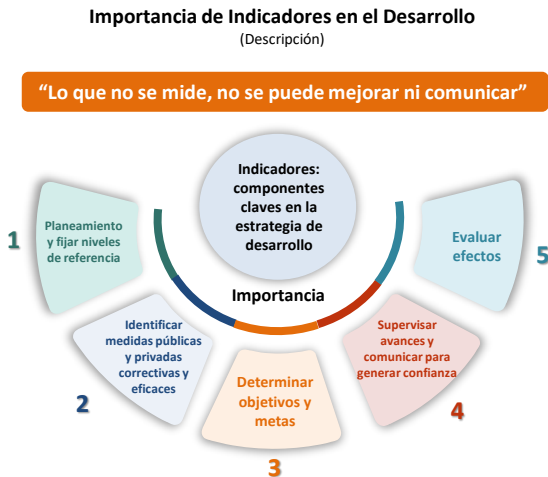 Importancia de Indicadores en el Desarrollo
(Descripción)
“Lo que no se mide, no se puede mejorar ni comunicar”
Indicadores:
componentes
claves en la
estrategia de
desarrollo
Importancia
1
Planeamiento
y fijar niveles
de referencia
2
Identificar
medidas públicas
y privadas
correctivas y
eficaces
3
Determinar
objetivos y
metas
4
Supervisar
avances y
comunicar para
generar confianza
5
Evaluar
efectos